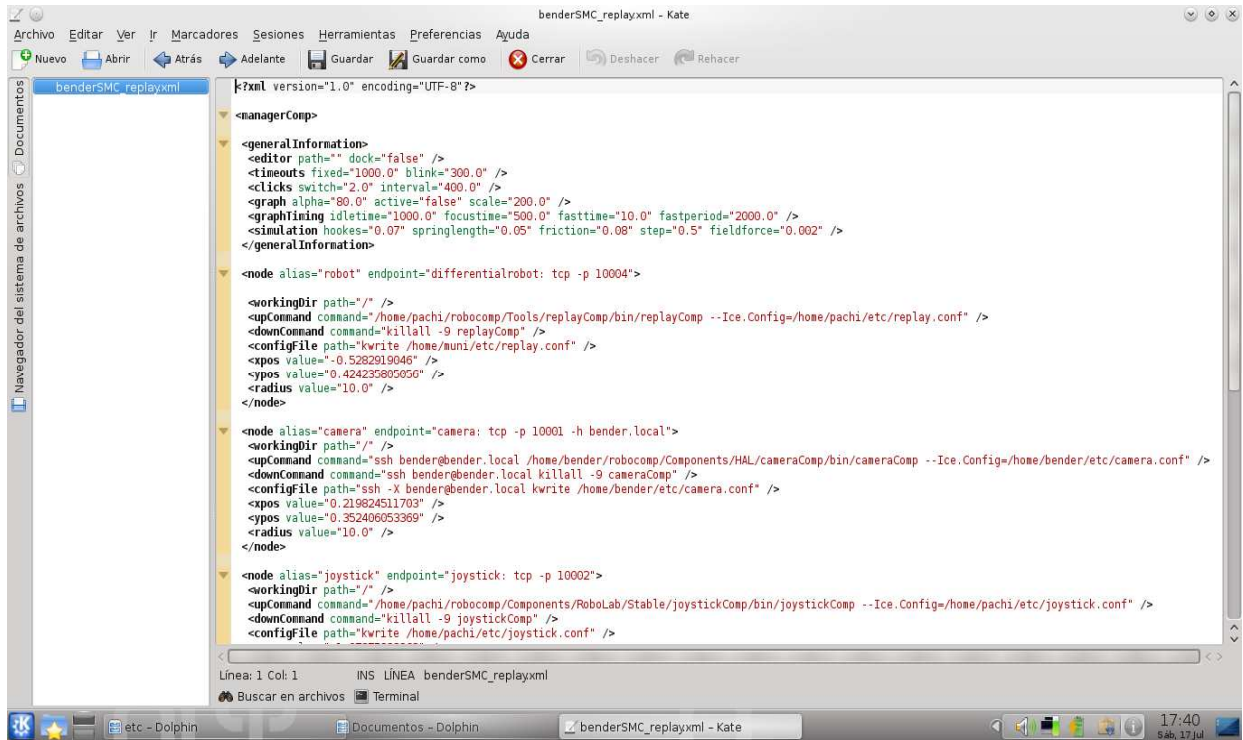 benderSMC_replay.xml - Kate
Archivo Editar Ver Ir Marcadores Sesiones Herramientas Preferencias Ayuda
Nuevo Abrir Atrás Adelante Guardar Guardar como Cerrar Deshacer Rehacer
Documentos
Navegador del sistema de archivos
benderSMC_replay.xml
<?xml version="1.0" encoding="UTF-8"?>
<managerComp>
<generalInformation>
<editor path="" dock="false" />
<timeouts fixed="1000.0" blink="300.0" />
<clicks switch="2.0" interval="400.0" />
<graph alpha="80.0" active="false" scale="200.0" />
<graphTiming idletime="1000.0" focustime="500.0" fasttime="10.0" fastperiod="2000.0" />
<simulation hookes="0.07" springlength="0.05" friction="0.08" step="0.5" fieldforce="0.002" />
</generalInformation>
<node alias="robot" endpoint="differentialrobot: tcp -p 10004">
<workingDir path="/" />
<upCommand command="/home/pachi/robocomp/Tools/replayComp/bin/replayComp --Ice.Config=/home/pachi/etc/replay.conf" />
<downCommand command="killall -9 replayComp" />
<configFile path="kwrite /home/muni/etc/replay.conf" />
<xpos value="-0.5282919046" />
<ypos value="0.424235805056" />
<radius value="10.0" />
</node>
<node alias="camera" endpoint="camera: tcp -p 10001 -h bender.local">
<workingDir path="/" />
<upCommand command="ssh bender@bender.local /home/bender/robocomp/Components/HAL/cameraComp/bin/cameraComp --Ice.Config=/home/bender/etc/camera.conf" />
<downCommand command="ssh bender@bender.local killall -9 cameraComp" />
<configFile path="ssh -X bender@bender.local kwrite /home/bender/etc/camera.conf" />
<xpos value="0.219824511703" />
<ypos value="0.352406053369" />
<radius value="10.0" />
</node>
<node alias="joystick" endpoint="joystick: tcp -p 10002">
<workingDir path="/" />
<upCommand command="/home/pachi/robocomp/Components/RoboLab/Stable/joystickComp/bin/joystickComp --Ice.Config=/home/pachi/etc/joystick.conf" />
<downCommand command="killall -9 joystickComp" />
<configFile path="kwrite /home/pachi/etc/joystick.conf" />
Línea: 1 Col: 1 INS LÍNEA benderSMC_replay.xml
Buscar en archivos Terminal
etc - Dolphin Documentos - Dolphin benderSMC_replay.xml - Kate 17:40
Sáb, 17 Jul